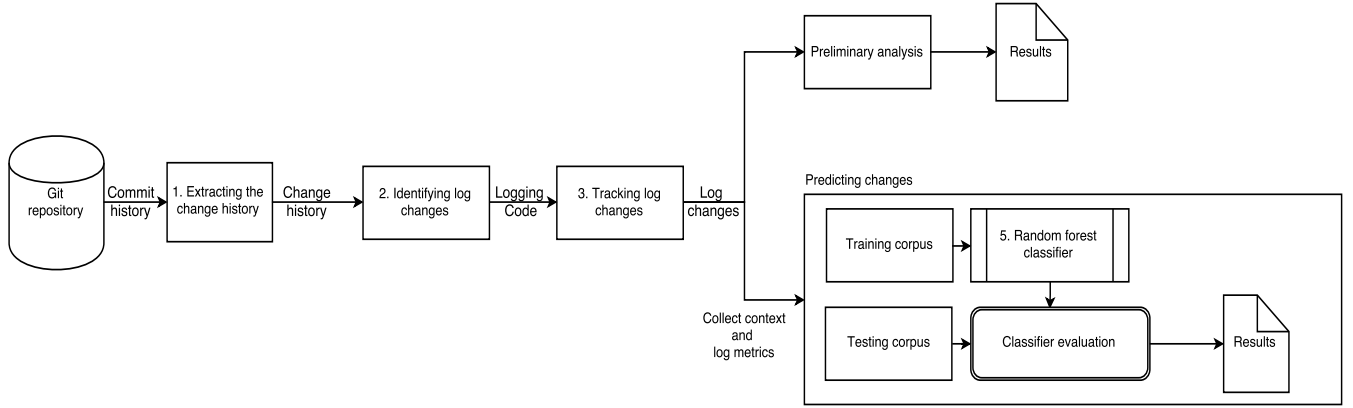 Git
repository
Commit
history
1. Extracting the
change history
Change
history
2. Identifying log
changes
Logging
Code
3. Tracking log
changes
Log
changes
Preliminary analysis
Results
Collect context
and
log metrics
Predicting changes
Training corpus
5. Random forest
classifier
Testing corpus
Classifier evaluation
Results